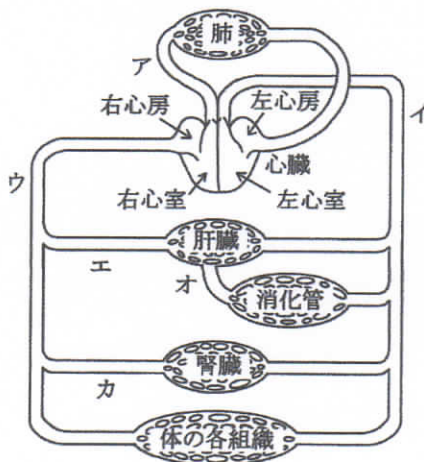 肺
ア
右心房
左心房
イ
ウ
心臓
右心室
左心室
肝臓
エ
オ
消化管
腎臓
カ
体の各組織